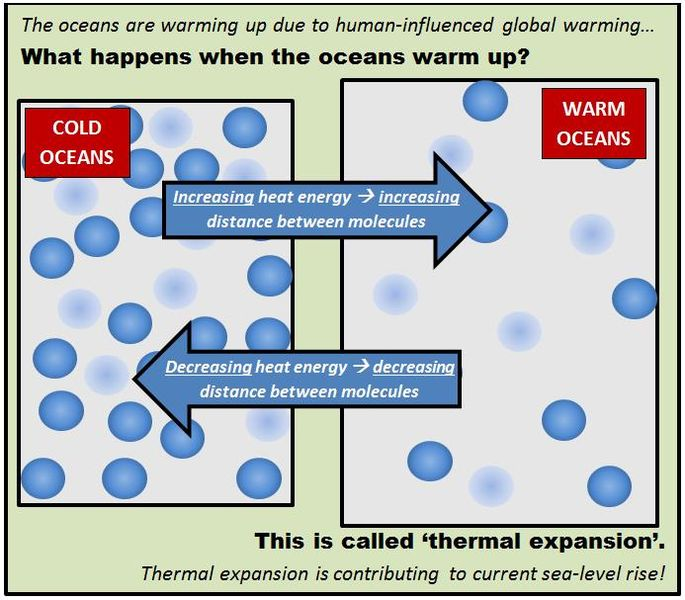 The oceans are warming up due to human-influenced global warming…
What happens when the oceans warm up?
COLD
OCEANS
WARM
OCEANS
Increasing heat energy → increasing
distance between molecules
Decreasing heat energy → decreasing
distance between molecules
This is called ‘thermal expansion’.
Thermal expansion is contributing to current sea-level rise!